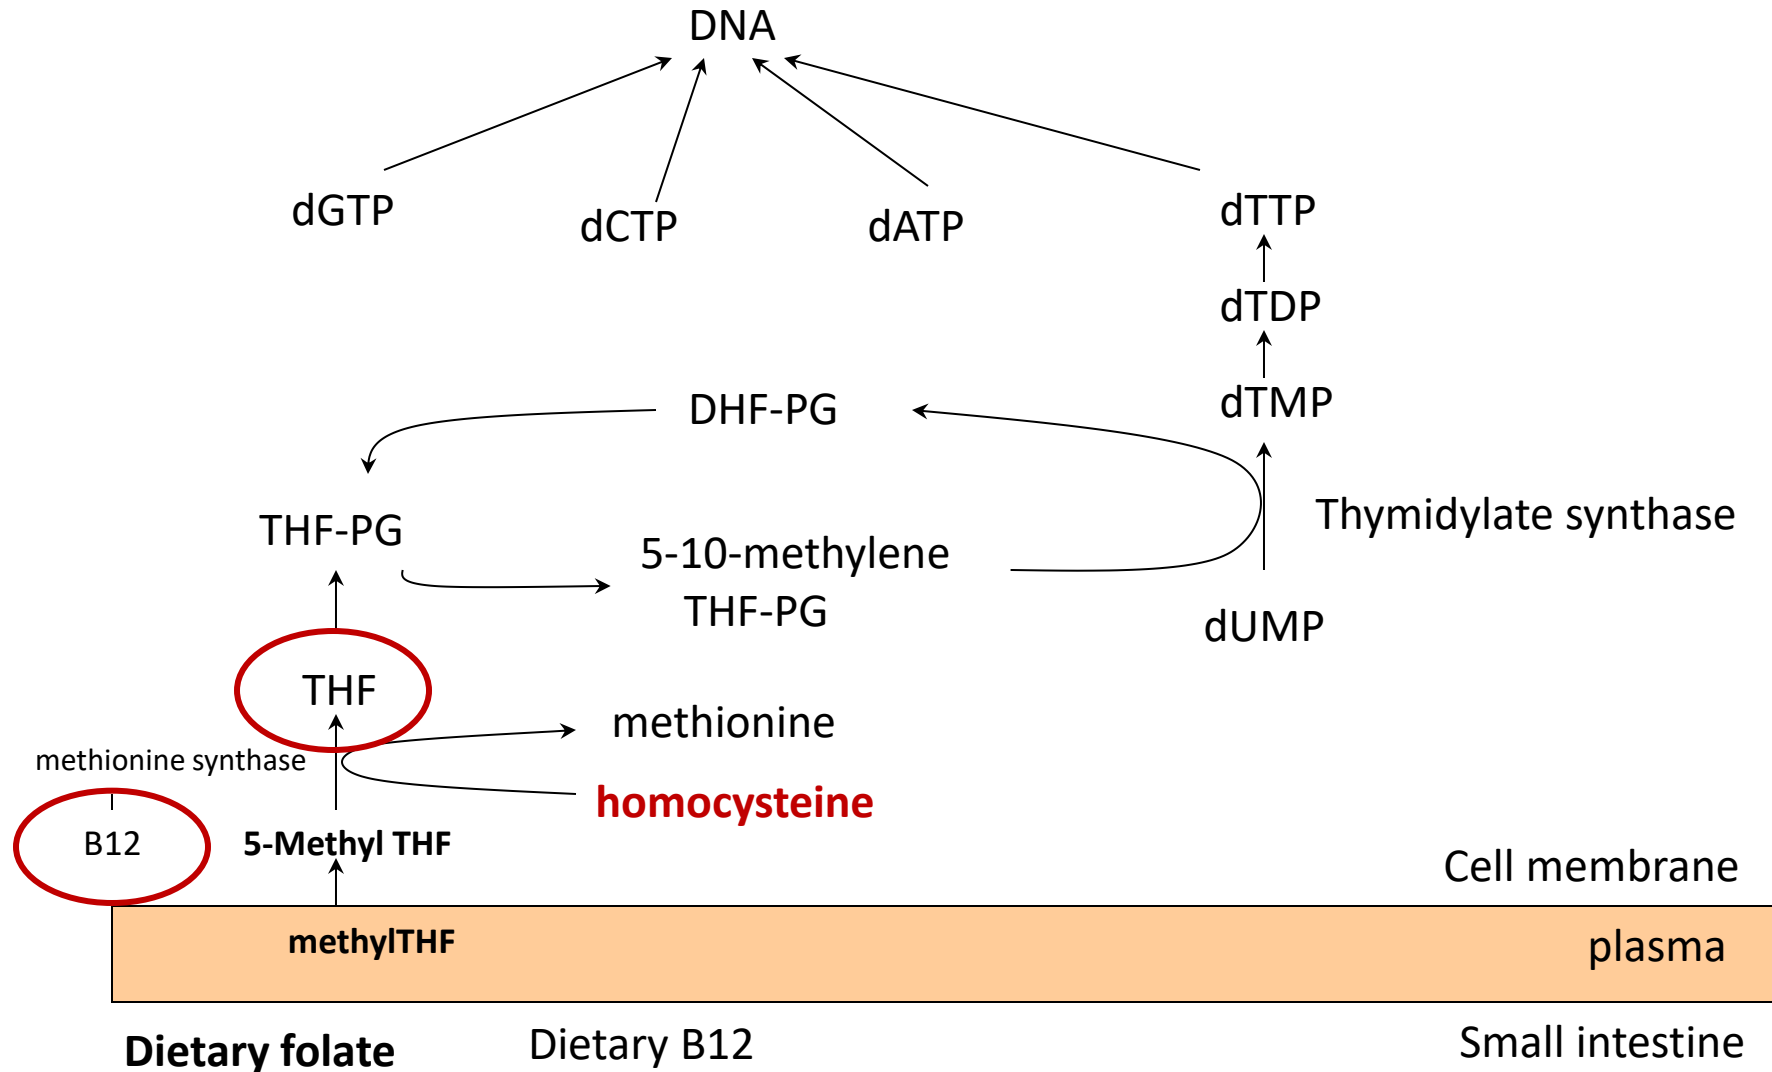 DNA
dGTP
dCTP
dATP
dTTP
dTDP
dTMP
DHF-PG
Thymidylate synthase
THF-PG
5-10-methylene
THF-PG
dUMP
THF
methionine
methionine synthase
homocysteine
B12
5-Methyl THF
Cell membrane
methylTHF
plasma
Dietary folate
Dietary B12
Small intestine